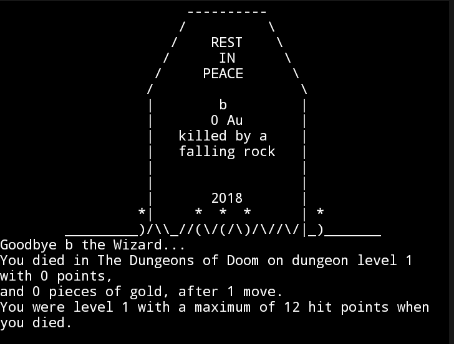 REST
IN
PEACE
b
0 Au
killed by a
falling rock
2018
Goodbye b the Wizard...
You died in The Dungeons of Doom on dungeon level 1
with 0 points,
and 0 pieces of gold, after 1 move.
You were level 1 with a maximum of 12 hit points when
you died.